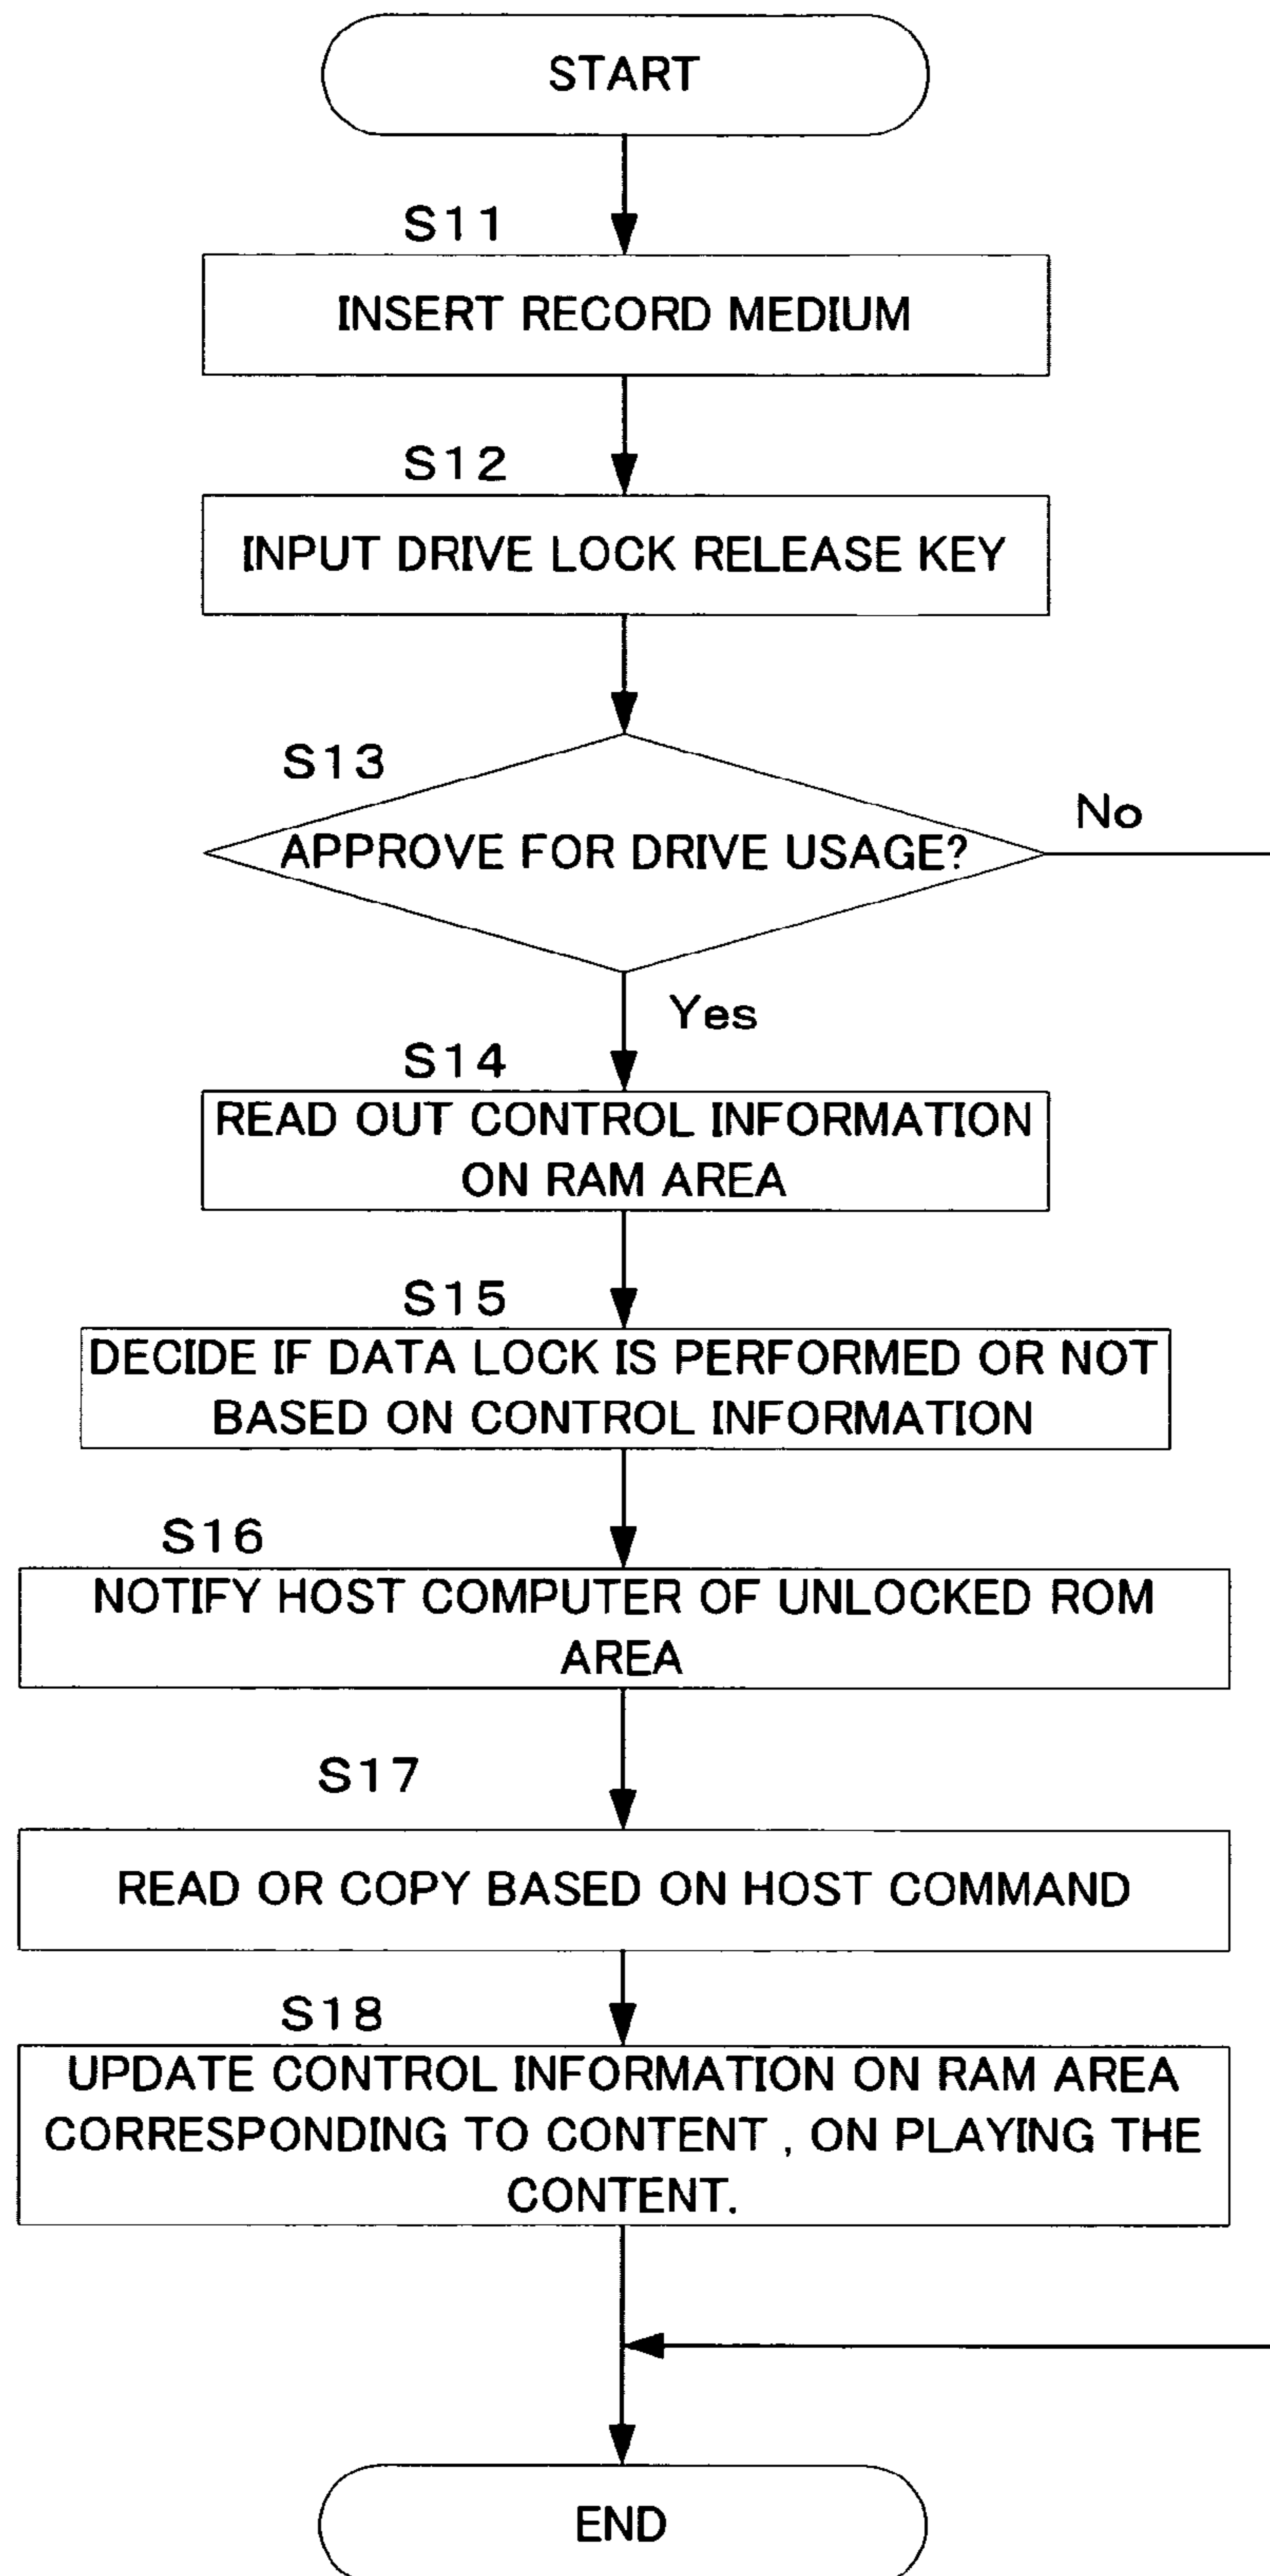 START
S11
INSERT RECORD MEDIUM
S12
INPUT DRIVE LOCK RELEASE KEY
S13
APPROVE FOR DRIVE USAGE?
No
Yes
S14
READ OUT CONTROL INFORMATION
ON RAM AREA
S15
DECIDE IF DATA LOCK IS PERFORMED OR NOT
BASED ON CONTROL INFORMATION
S16
NOTIFY HOST COMPUTER OF UNLOCKED ROM
AREA
S17
READ OR COPY BASED ON HOST COMMAND
S18
UPDATE CONTROL INFORMATION ON RAM AREA
CORRESPONDING TO CONTENT , ON PLAYING THE
CONTENT.
END